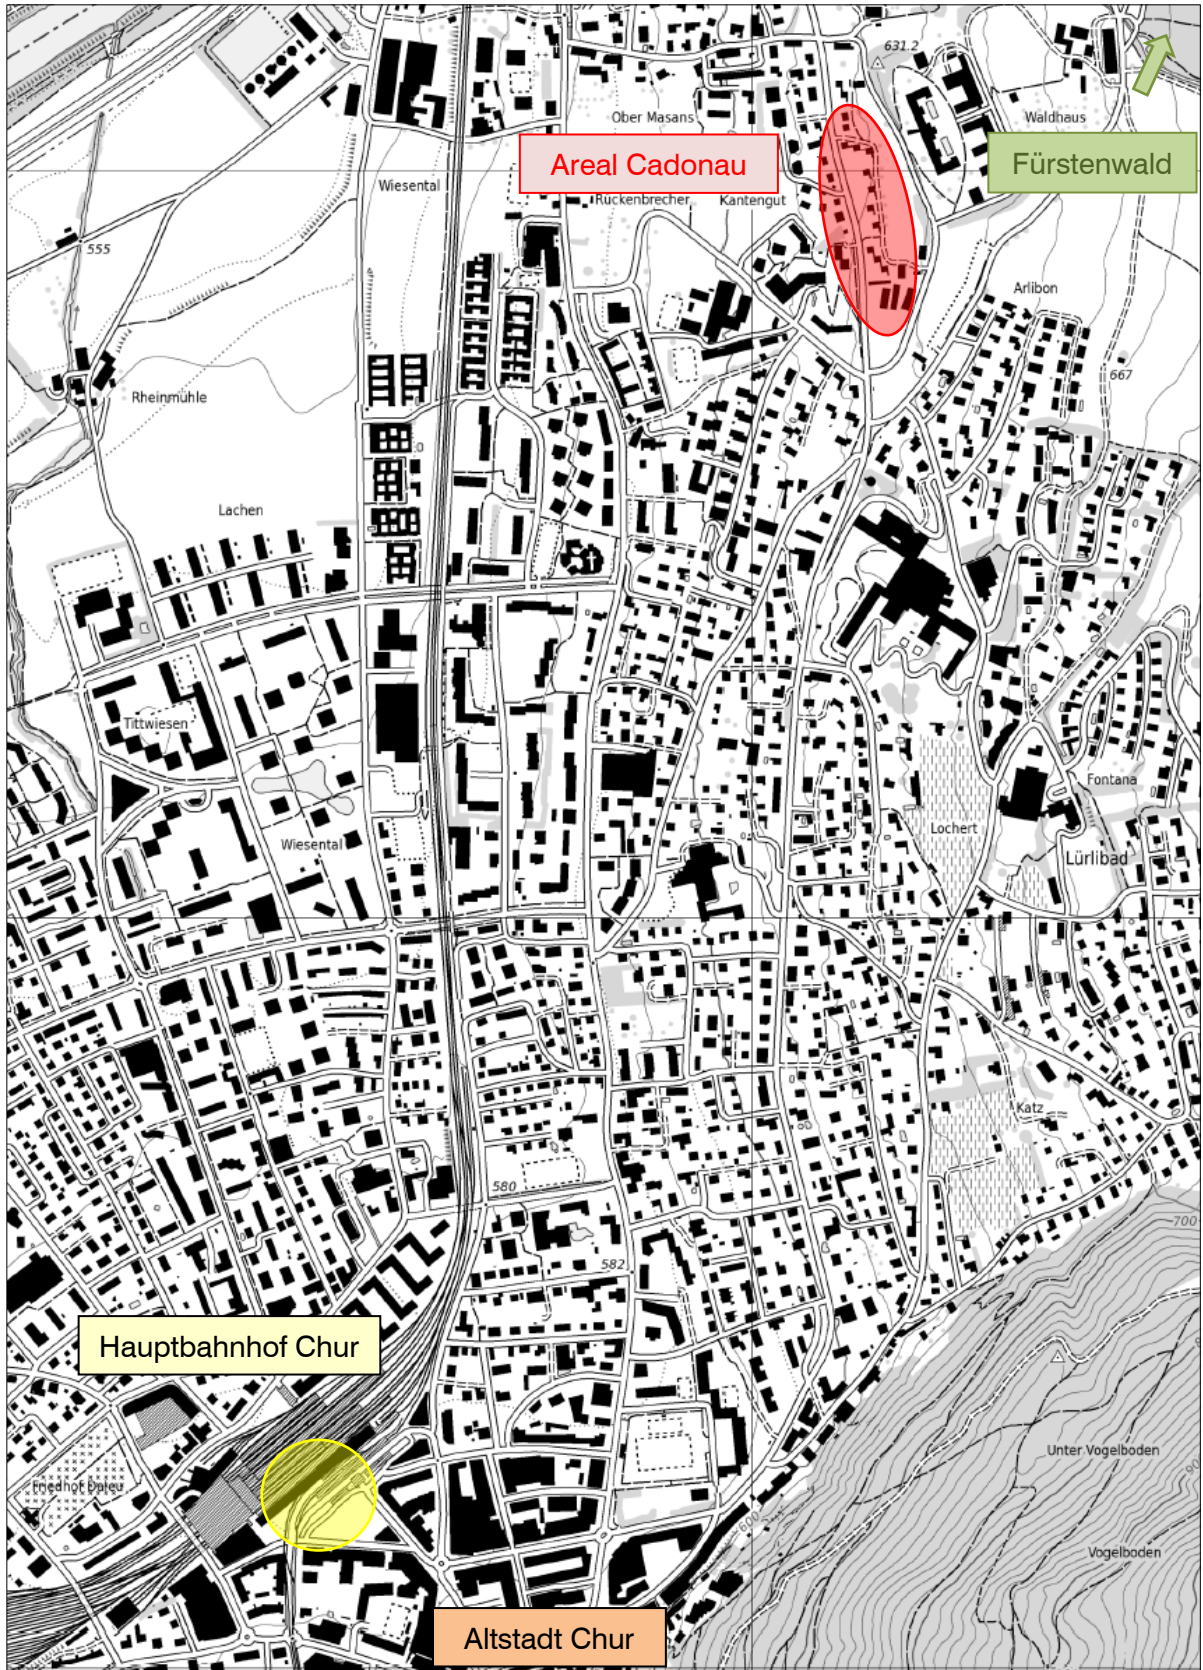 631.2
Ober Masans
Waldhaus
Areal Cadonau
Fürstenwald
Wiesental
Rückenbrecher
Kantengut
555
Arlibon
667
Rheinmühle
Lachen
Tittwiesen
Fontana
Lochert
Wiesental
Lürlibad
Katz
580
700
582
Hauptbahnhof Chur
Unter Vogelboden
Friedhof Daleu
600
Vogelboden
Altstadt Chur